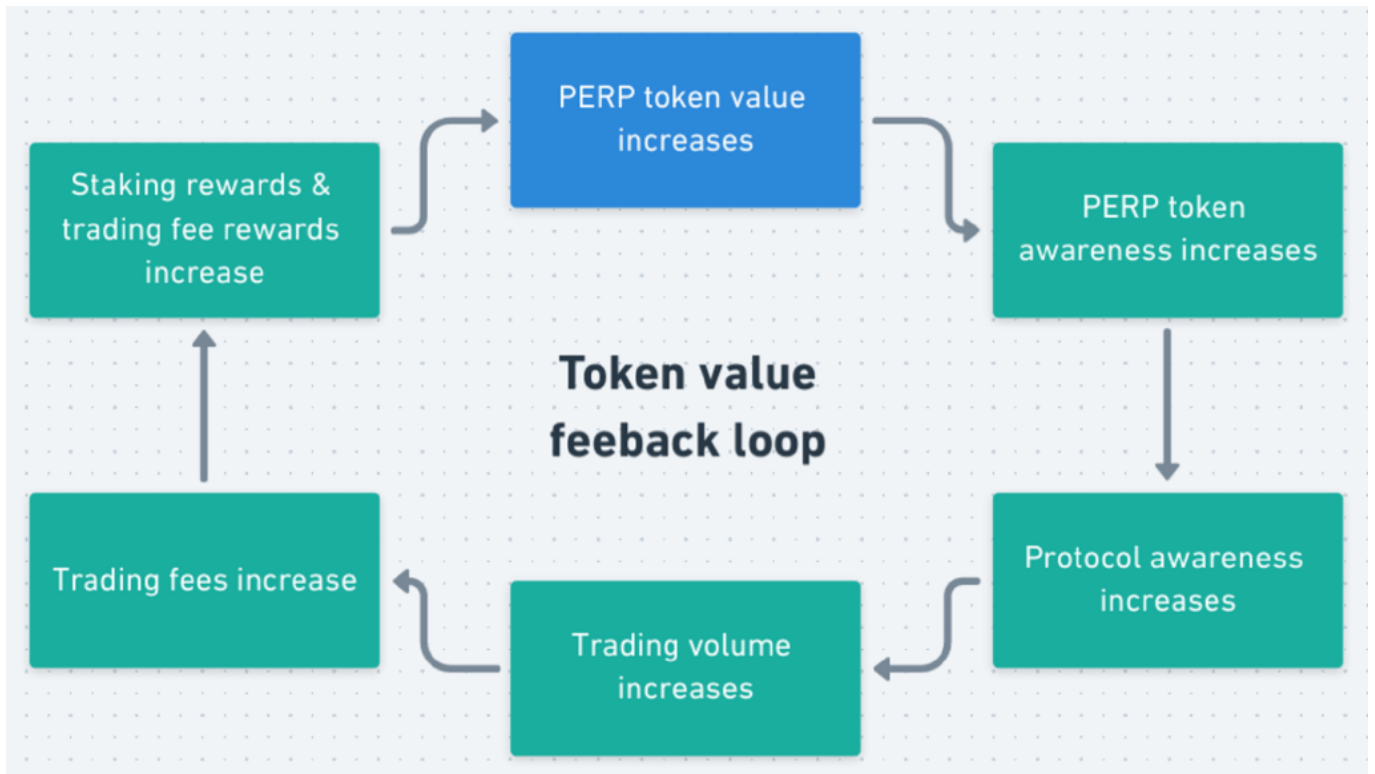 PERP token value
increases
PERP token
awareness increases
Protocol awareness
increases
Trading volume
increases
Trading fees increase
Staking rewards &
trading fee rewards
increase
Token value
feeback loop